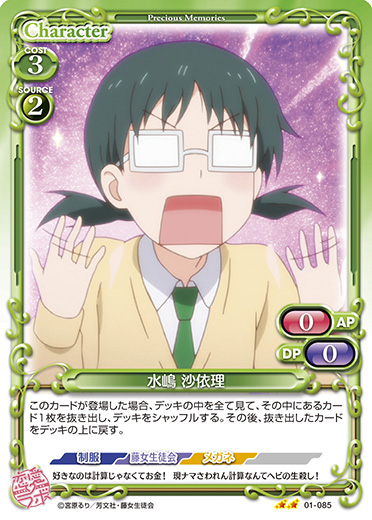 Precious Memories
Character
COST
3
SOURCE
2
0 AP
DP 0
水嶋 沙依理
このカードが登場した場合、デッキの中を全て見て、その中にあるカー
ド1枚を抜き出し、デッキをシャッフルする。その後、抜き出したカード
をデッキの上に戻す。
制服 藤女生徒会 メガネ
好きなのは計算じゃなくてお金! 現ナマさわれん計算なんてヘビの生殺し!
恋愛
ラボ
©宮原るり/芳文社・藤女生徒会
01-085